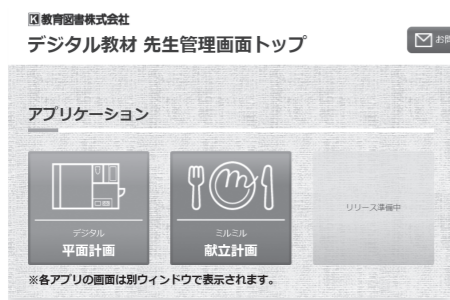 教育図書株式会社
デジタル教材 先生管理画面トップ
お問
アプリケーション
デジタル
平面計画
ミルミル
献立計画
リリース準備中
※各アプリの画面は別ウィンドウで表示されます。